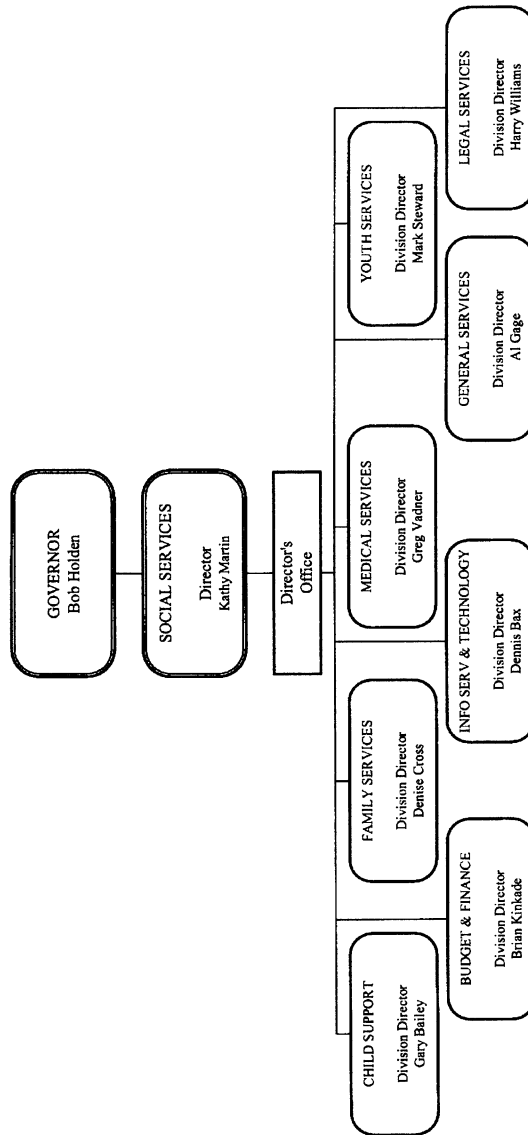 GOVERNOR
Bob Holden
SOCIAL SERVICES
Director
Kathy Martin
Director's
Office
CHILD SUPPORT
Division Director
Gary Bailey
FAMILY SERVICES
Division Director
Denise Cross
MEDICAL SERVICES
Division Director
Greg Vadner
YOUTH SERVICES
Division Director
Mark Steward
BUDGET & FINANCE
Division Director
Brian Kinkade
INFO SERV & TECHNOLOGY
Division Director
Dennis Bax
GENERAL SERVICES
Division Director
Al Gage
LEGAL SERVICES
Division Director
Harry Williams